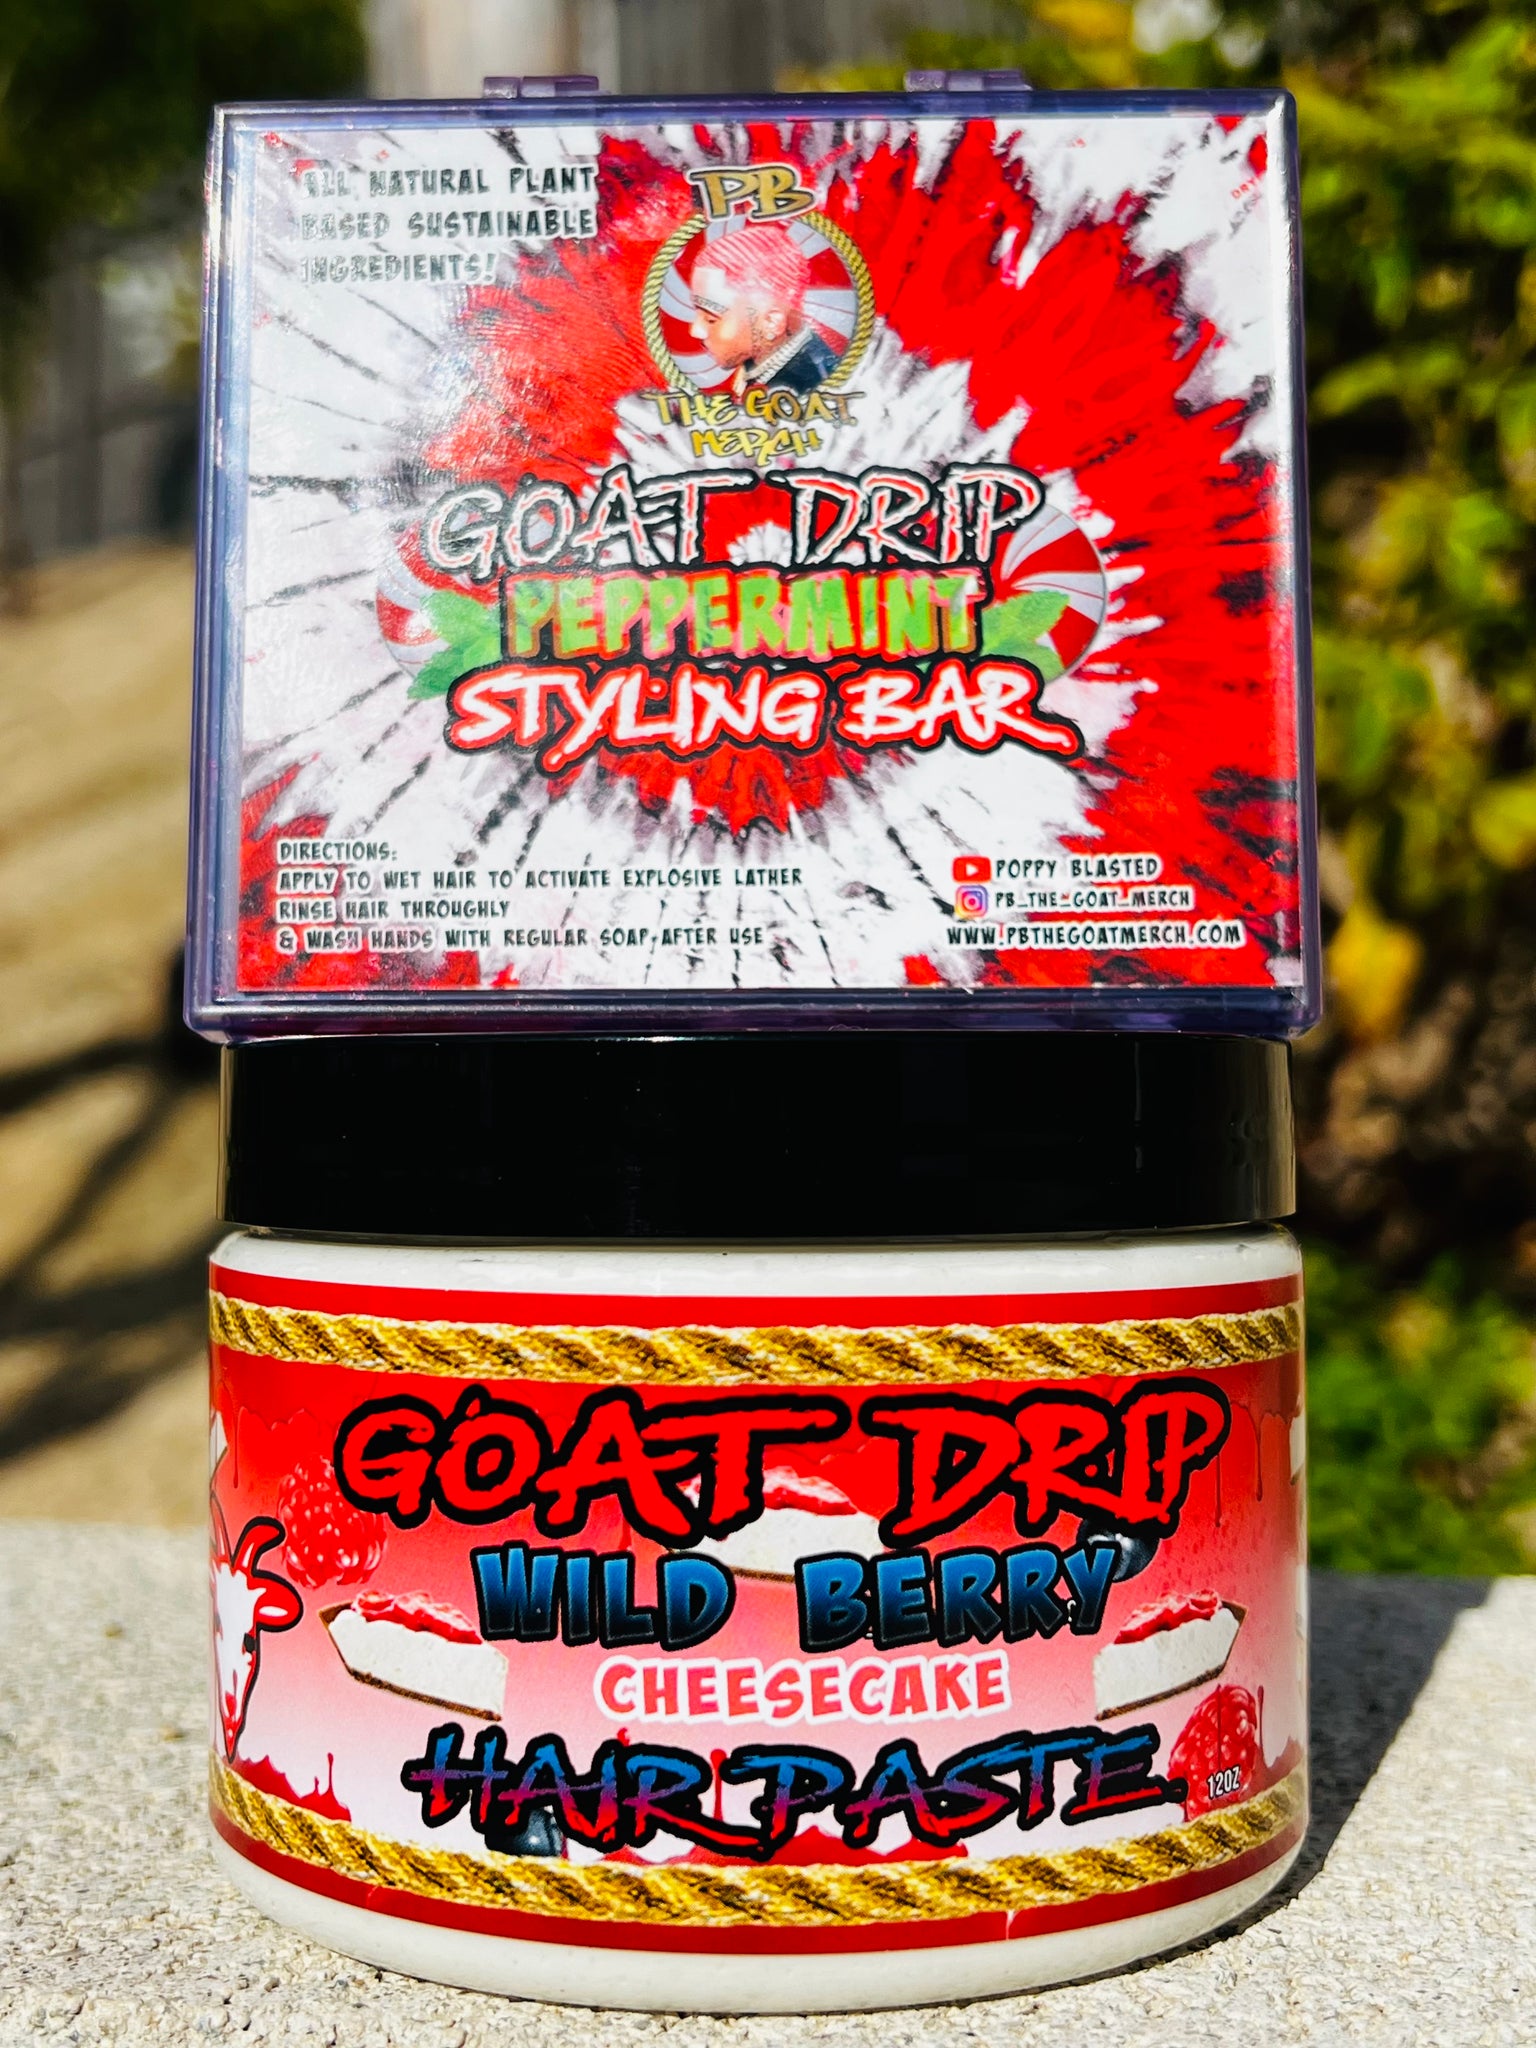 ALL NATURAL PLANT
BASED SUSTAINABLE
INGREDIENTS!
PB
THE GOAT
MERCH
GOAT DRIP
PEPPERMINT
STYLING BAR
DIRECTIONS:
APPLY TO WET HAIR TO ACTIVATE EXPLOSIVE LATHER
RINSE HAIR THROUGHLY
& WASH HANDS WITH REGULAR SOAP AFTER USE
POPPY BLASTED
PB_THE_GOAT_MERCH
WWW.PBTHEGOATMERCH.COM
GOAT DRIP
WILD BERRY
CHEESECAKE
HAIR PASTE
12OZ